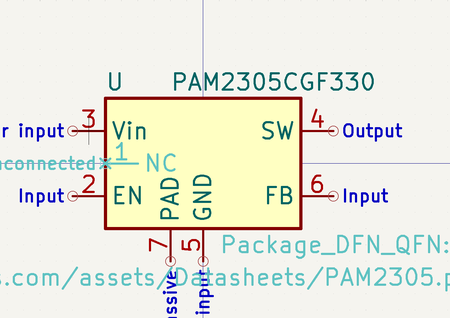 U PAM2305CGF330
r input 3 Vin SW 4 Output
nconnected 1 NC
Input 2 EN FB 6 Input
PAD GND
7 5
Package_DFN_QFN:
s.com/assets/Datasheets/PAM2305.p
assive input